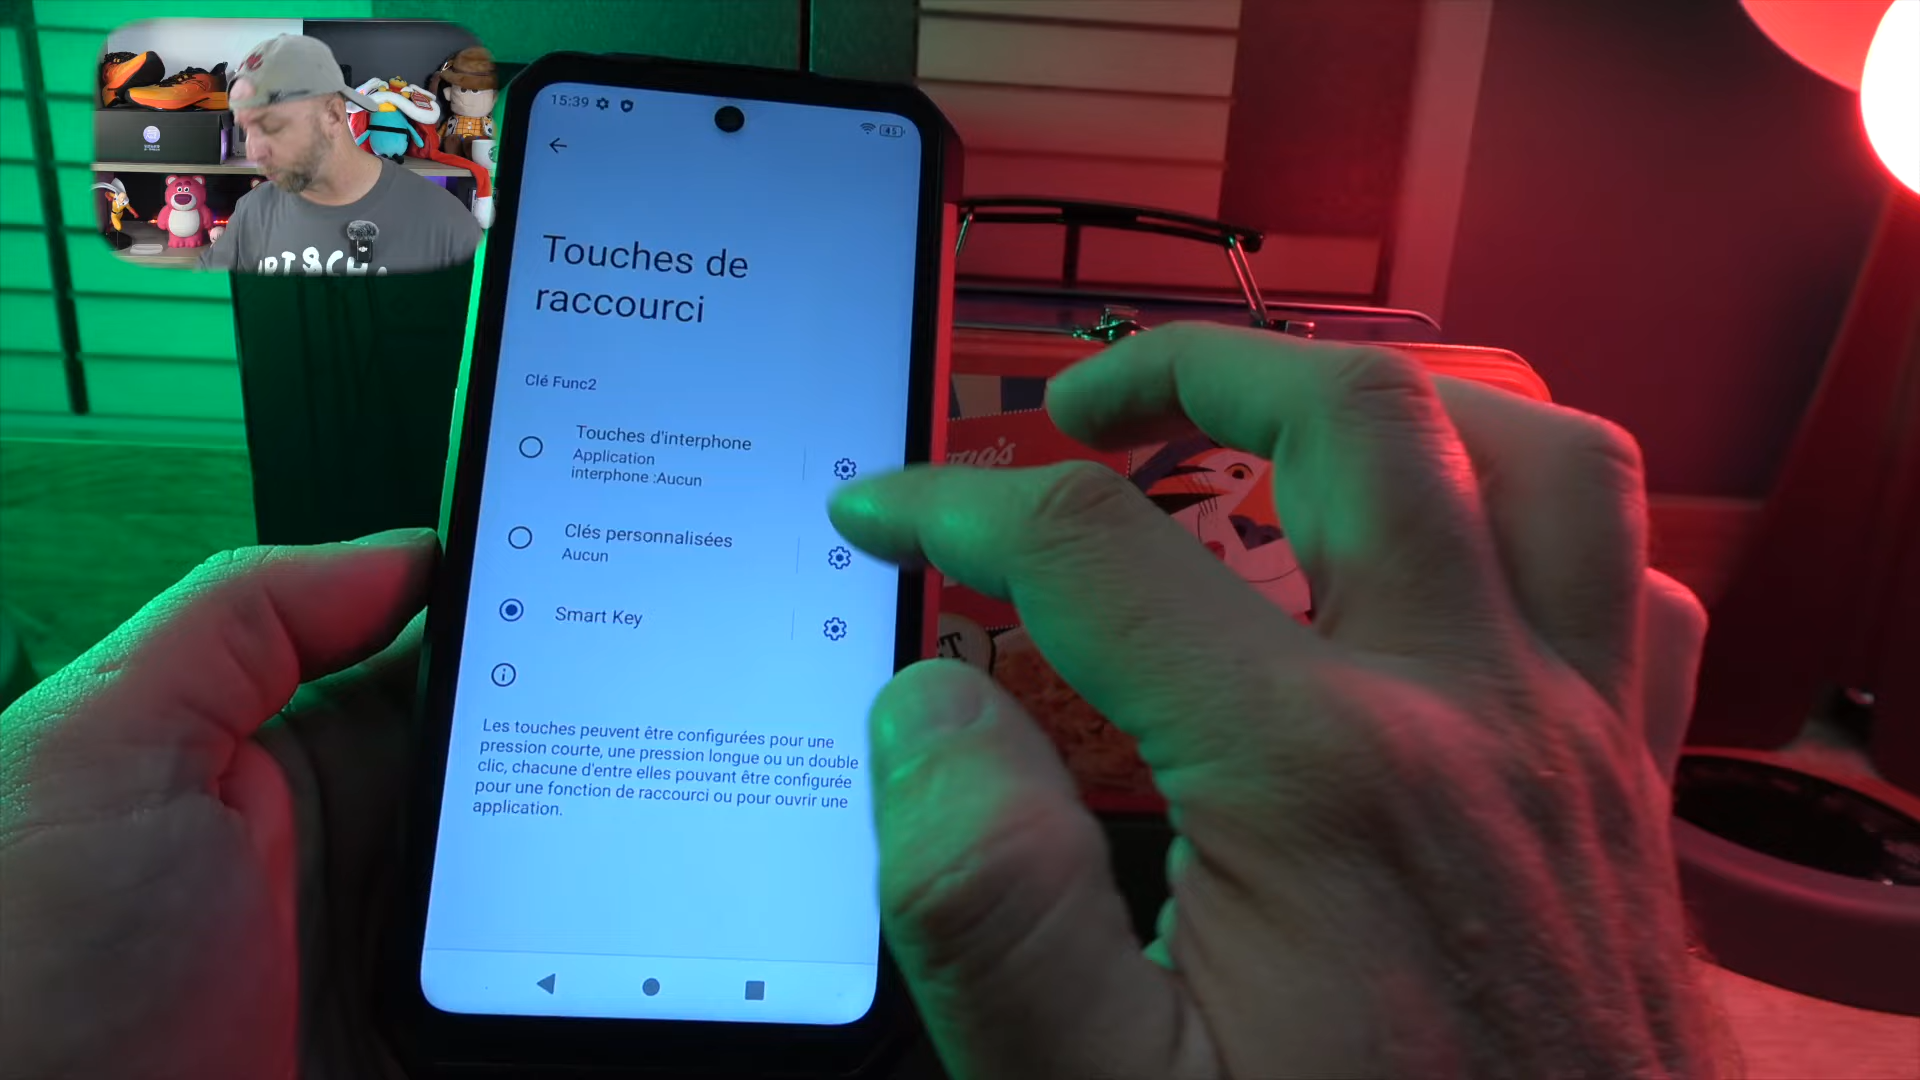 15:39
45
Touches de
raccourci
Clé Func2
Touches d'interphone
Application
interphone :Aucun
Clés personnalisées
Aucun
Smart Key
Les touches peuvent être configurées pour une
pression courte, une pression longue ou un double
clic, chacune d'entre elles pouvant être configurée
pour une fonction de raccourci ou pour ouvrir une
application.